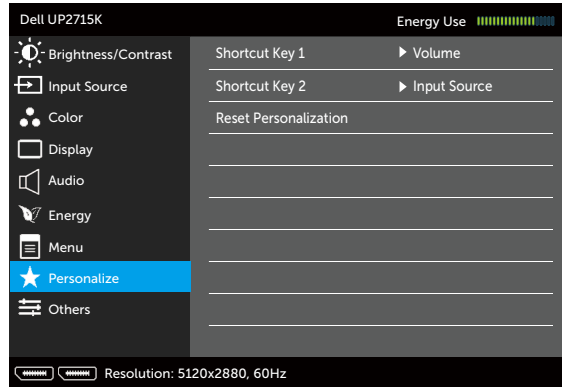 Dell UP2715K Energy Use
Brightness/Contrast Shortcut Key 1 Volume
Input Source Shortcut Key 2 Input Source
Color Reset Personalization
Display
Audio
Energy
Menu
Personalize
Others
Resolution: 5120x2880, 60Hz